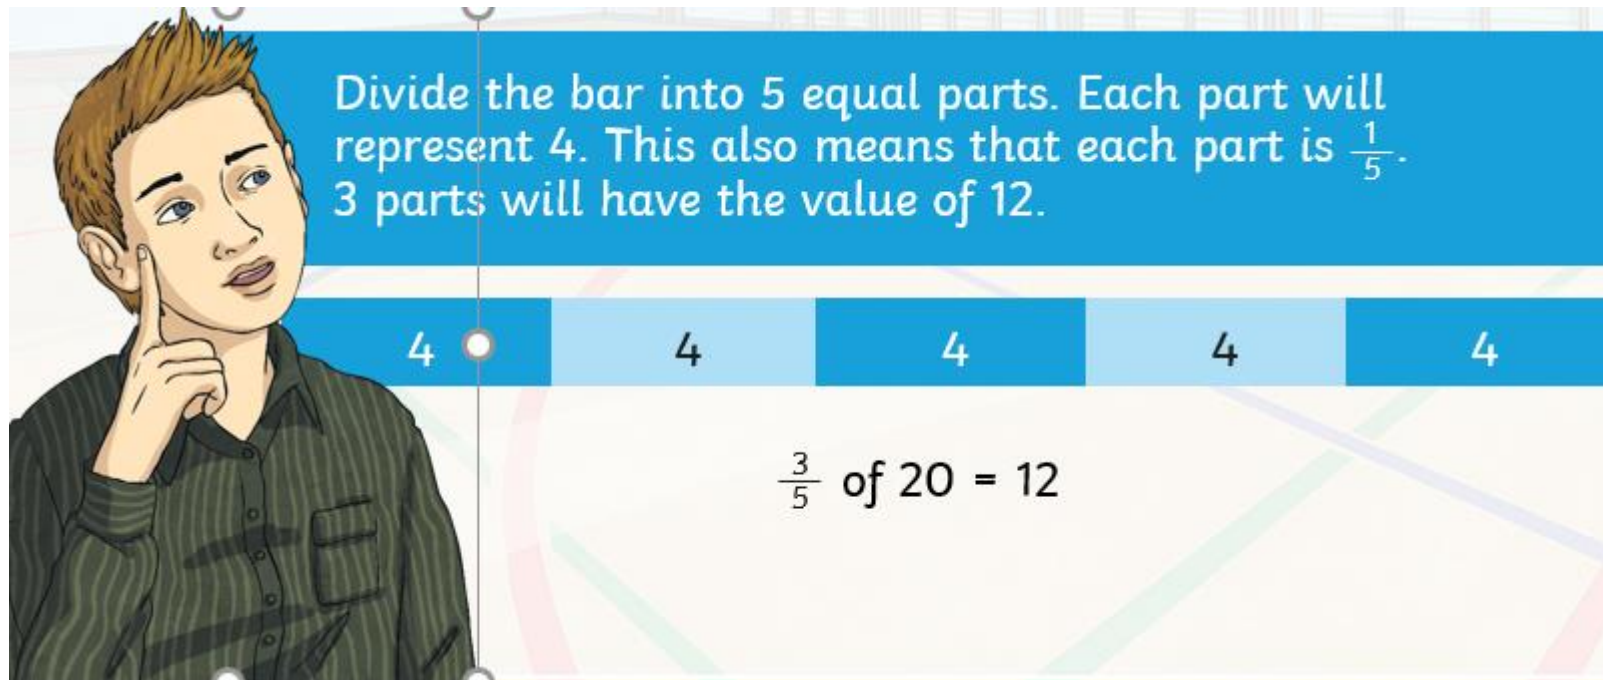 Divide the bar into 5 equal parts. Each part will
represent 4. This also means that each part is 1/5.
3 parts will have the value of 12.
4 4 4 4 4
3/5 of 20 = 12